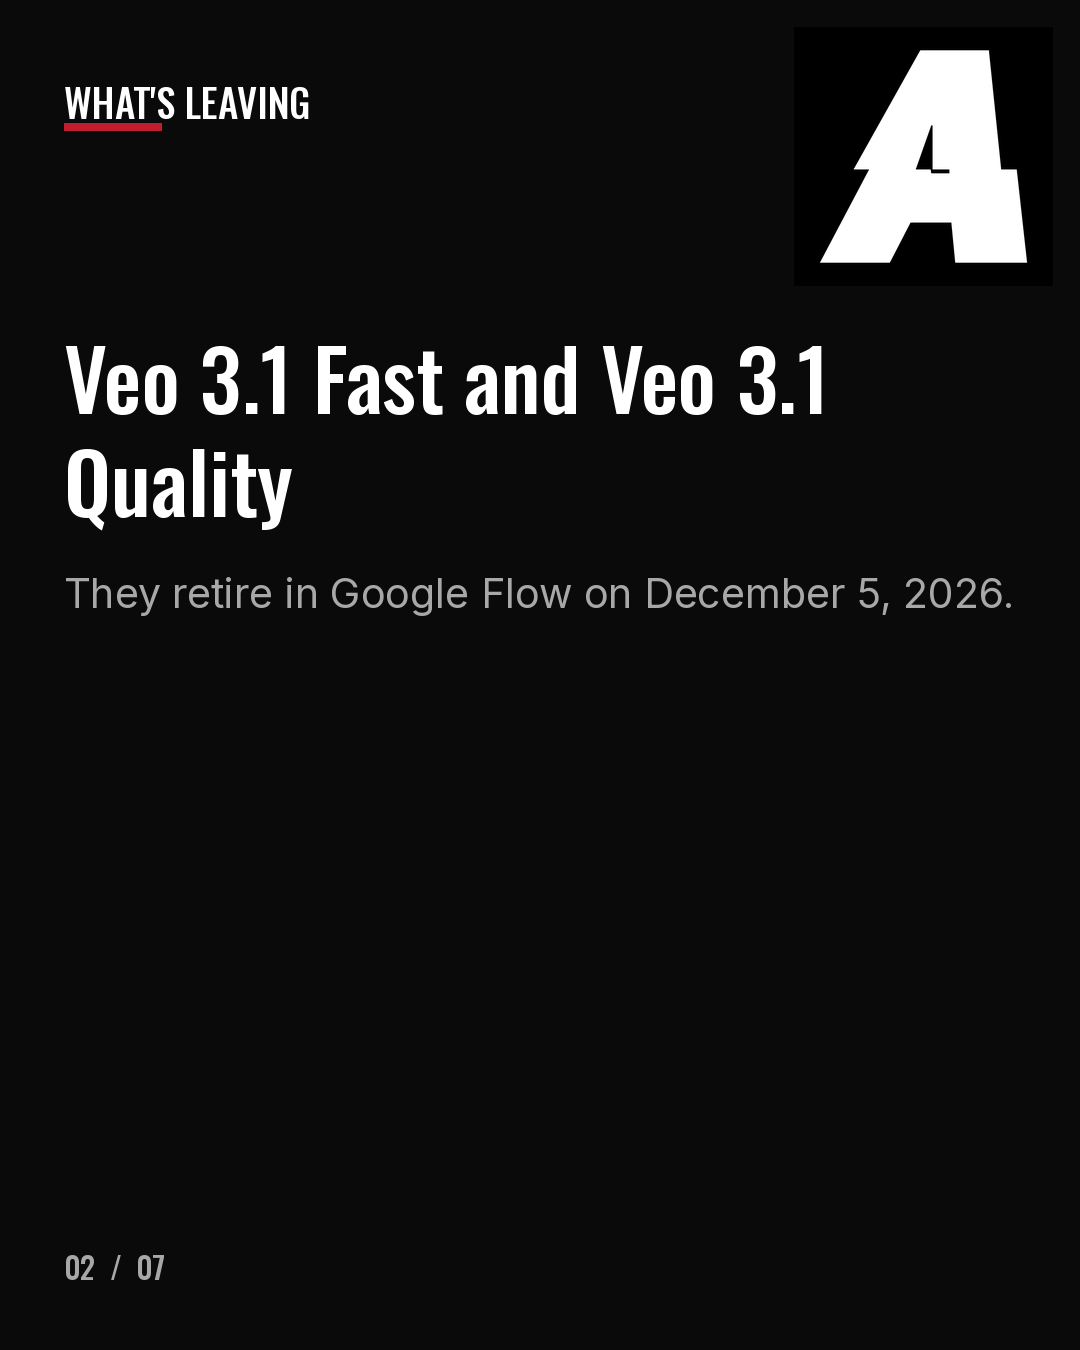 WHAT'S LEAVING
A
Veo 3.1 Fast and Veo 3.1
Quality
They retire in Google Flow on December 5, 2026.
02 / 07